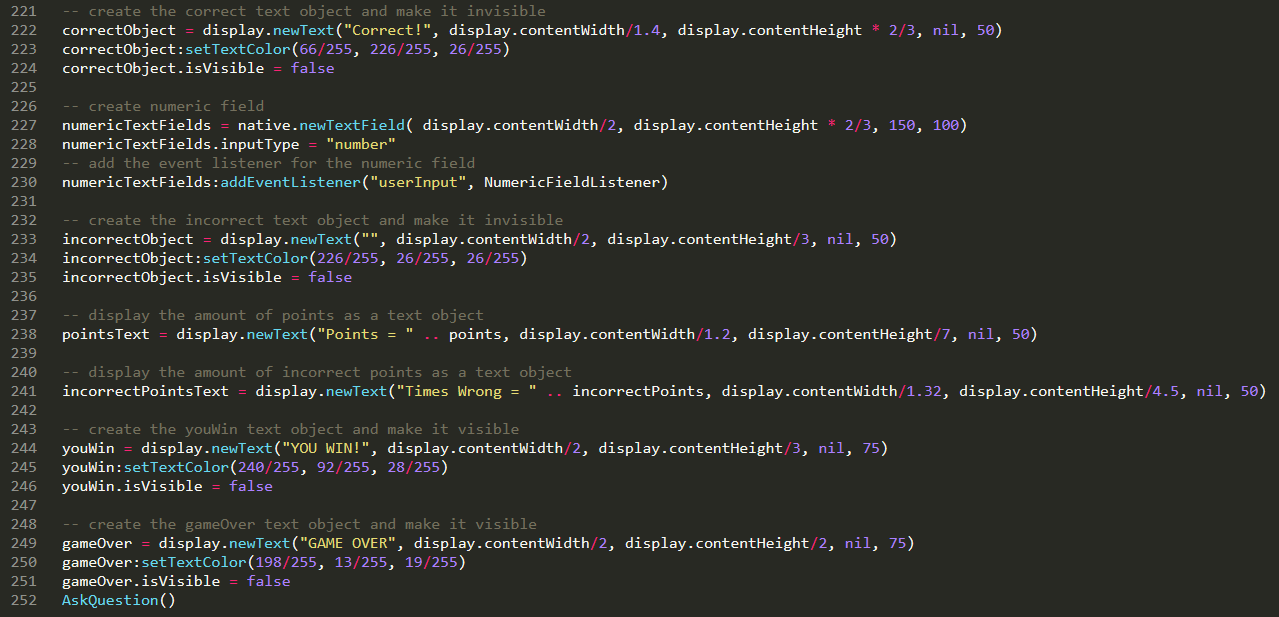 221 -- create the correct text object and make it invisible
222 correctObject = display.newText("Correct!", display.contentWidth/1.4, display.contentHeight * 2/3, nil, 50)
223 correctObject:setTextColor(66/255, 226/255, 26/255)
224 correctObject.isVisible = false
225
226 -- create numeric field
227 numericTextFields = native.newTextField( display.contentWidth/2, display.contentHeight * 2/3, 150, 100)
228 numericTextFields.inputType = "number"
229 -- add the event listener for the numeric field
230 numericTextFields:addEventListener("userInput", NumericFieldListener)
231
232 -- create the incorrect text object and make it invisible
233 incorrectObject = display.newText("", display.contentWidth/2, display.contentHeight/3, nil, 50)
234 incorrectObject:setTextColor(226/255, 26/255, 26/255)
235 incorrectObject.isVisible = false
236
237 -- display the amount of points as a text object
238 pointsText = display.newText("Points = " .. points, display.contentWidth/1.2, display.contentHeight/7, nil, 50)
239
240 -- display the amount of incorrect points as a text object
241 incorrectPointsText = display.newText("Times Wrong = " .. incorrectPoints, display.contentWidth/1.32, display.contentHeight/4.5, nil, 50)
242
243 -- create the youWin text object and make it visible
244 youWin = display.newText("YOU WIN!", display.contentWidth/2, display.contentHeight/3, nil, 75)
245 youWin:setTextColor(240/255, 92/255, 28/255)
246 youWin.isVisible = false
247
248 -- create the gameOver text object and make it visible
249 gameOver = display.newText("GAME OVER", display.contentWidth/2, display.contentHeight/2, nil, 75)
250 gameOver:setTextColor(198/255, 13/255, 19/255)
251 gameOver.isVisible = false
252 AskQuestion()